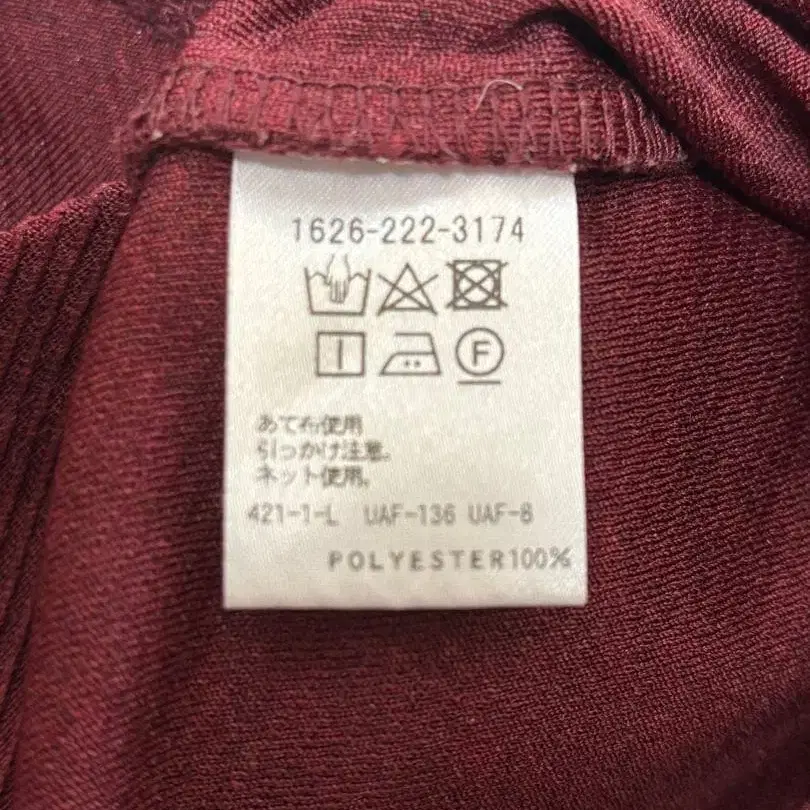 1626-222-3174
F
あて布使用
引っかけ注意。
ネット使用。
421-1-L UAF-136 UAF-8
POLYESTER100%